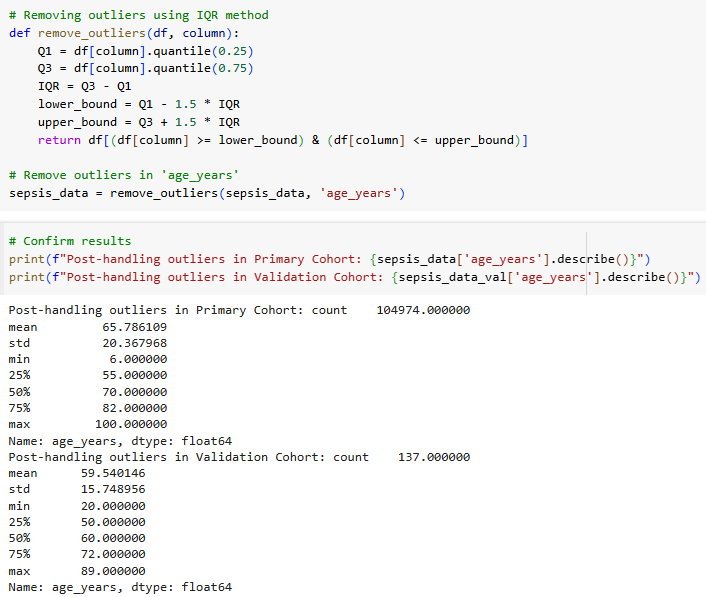 # Removing outliers using IQR method
def remove_outliers(df, column):
    Q1 = df[column].quantile(0.25)
    Q3 = df[column].quantile(0.75)
    IQR = Q3 - Q1
    lower_bound = Q1 - 1.5 * IQR
    upper_bound = Q3 + 1.5 * IQR
    return df[(df[column] >= lower_bound) & (df[column] <= upper_bound)]
# Remove outliers in 'age_years'
sepsis_data = remove_outliers(sepsis_data, 'age_years')
# Confirm results
print(f"Post-handling outliers in Primary Cohort: {sepsis_data['age_years'].describe()}")
print(f"Post-handling outliers in Validation Cohort: {sepsis_data_val['age_years'].describe()}")
Post-handling outliers in Primary Cohort: count    104974.000000
mean         65.786109
std          20.367968
min           6.000000
25%          55.000000
50%          70.000000
75%          82.000000
max         100.000000
Name: age_years, dtype: float64
Post-handling outliers in Validation Cohort: count    137.000000
mean      59.540146
std       15.748956
min       20.000000
25%       50.000000
50%       60.000000
75%       72.000000
max       89.000000
Name: age_years, dtype: float64